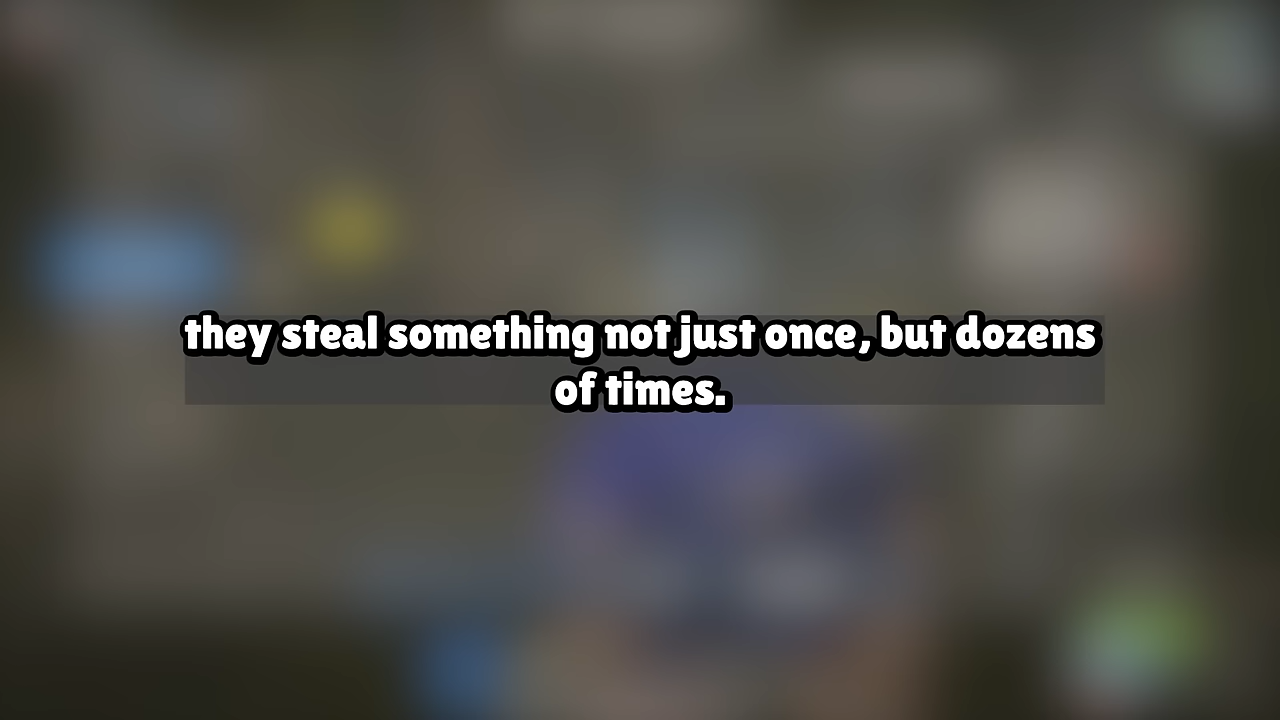 they steal something not just once, but dozens
of times.